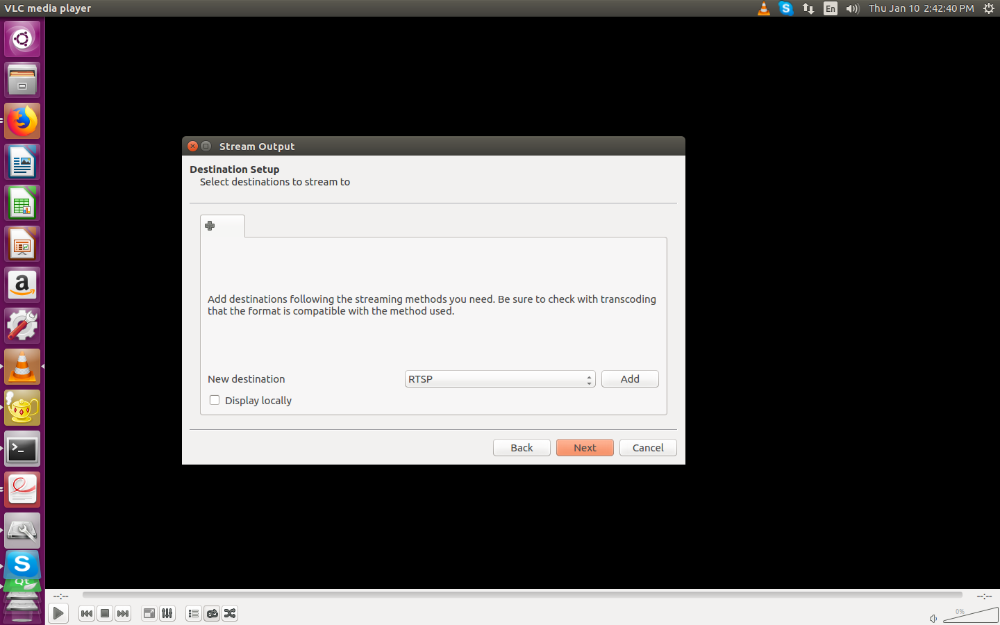 VLC media player
En
Thu Jan 10 2:42:40 PM
Stream Output
Destination Setup
Select destinations to stream to
Add destinations following the streaming methods you need. Be sure to check with transcoding
that the format is compatible with the method used.
New destination
RTSP
Add
Display locally
Back
Next
Cancel
Qt
--:--
--:--
0%